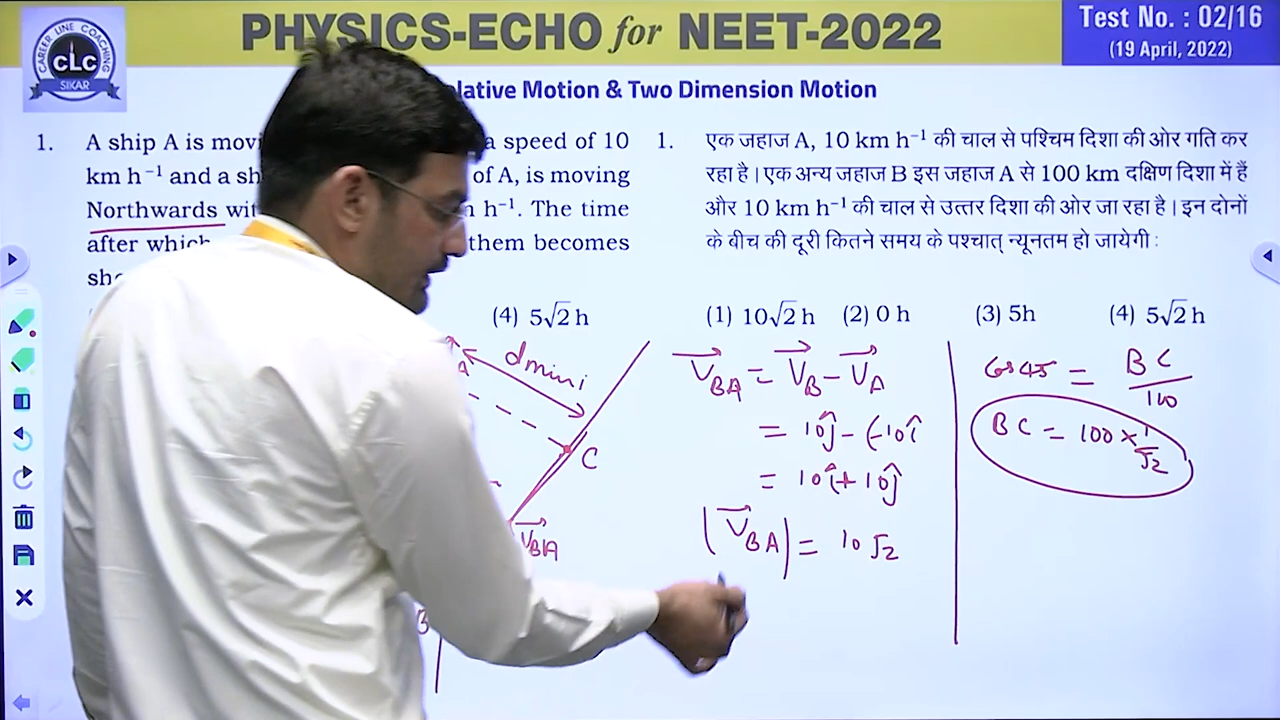 PHYSICS-ECHO for NEET-2022
Test No. : 02/16
(19 April, 2022)
CAREER LINE COACHING
CLC
SIKAR
lative Motion & Two Dimension Motion
1. A ship A is movi a speed of 10
km h⁻¹ and a sh of A, is moving
Northwards wit h⁻¹. The time
after which them becomes
sho
(4) 5√2 h
1. एक जहाज A, 10 km h⁻¹ की चाल से पश्चिम दिशा की ओर गति कर
रहा है। एक अन्य जहाज B इस जहाज A से 100 km दक्षिण दिशा में हैं
और 10 km h⁻¹ की चाल से उत्तर दिशा की ओर जा रहा है। इन दोनों
के बीच की दूरी कितने समय के पश्चात् न्यूनतम हो जायेगी :
(1) 10√2 h (2) 0 h (3) 5h (4) 5√2 h
A
dmini
C
V⃗BA
B
V⃗BA = V⃗B - V⃗A
= 10ĵ - (-10î
= 10î + 10ĵ
|V⃗BA| = 10√2
Cos 45 = BC/100
BC = 100 × 1/√2